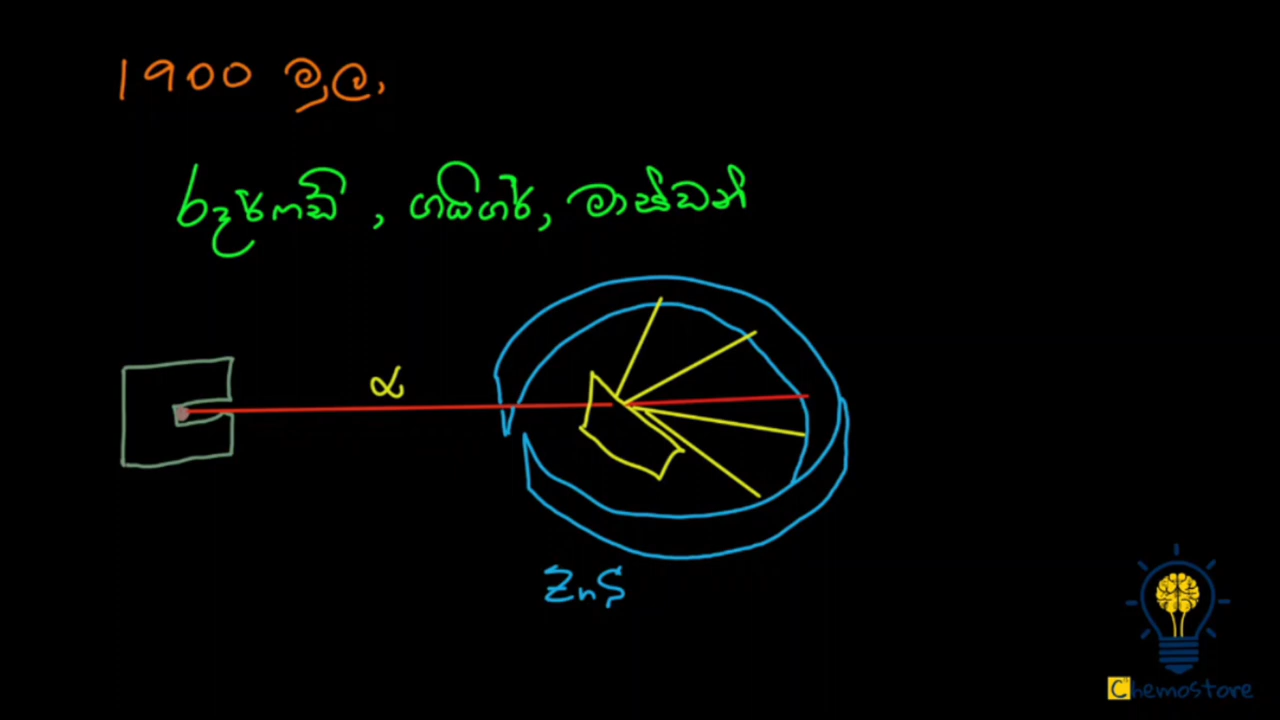 1900 මුල.
රදර්ෆඩ් , ගයිගර්, මාස්ඩන්
α
ZnS
Chemostore